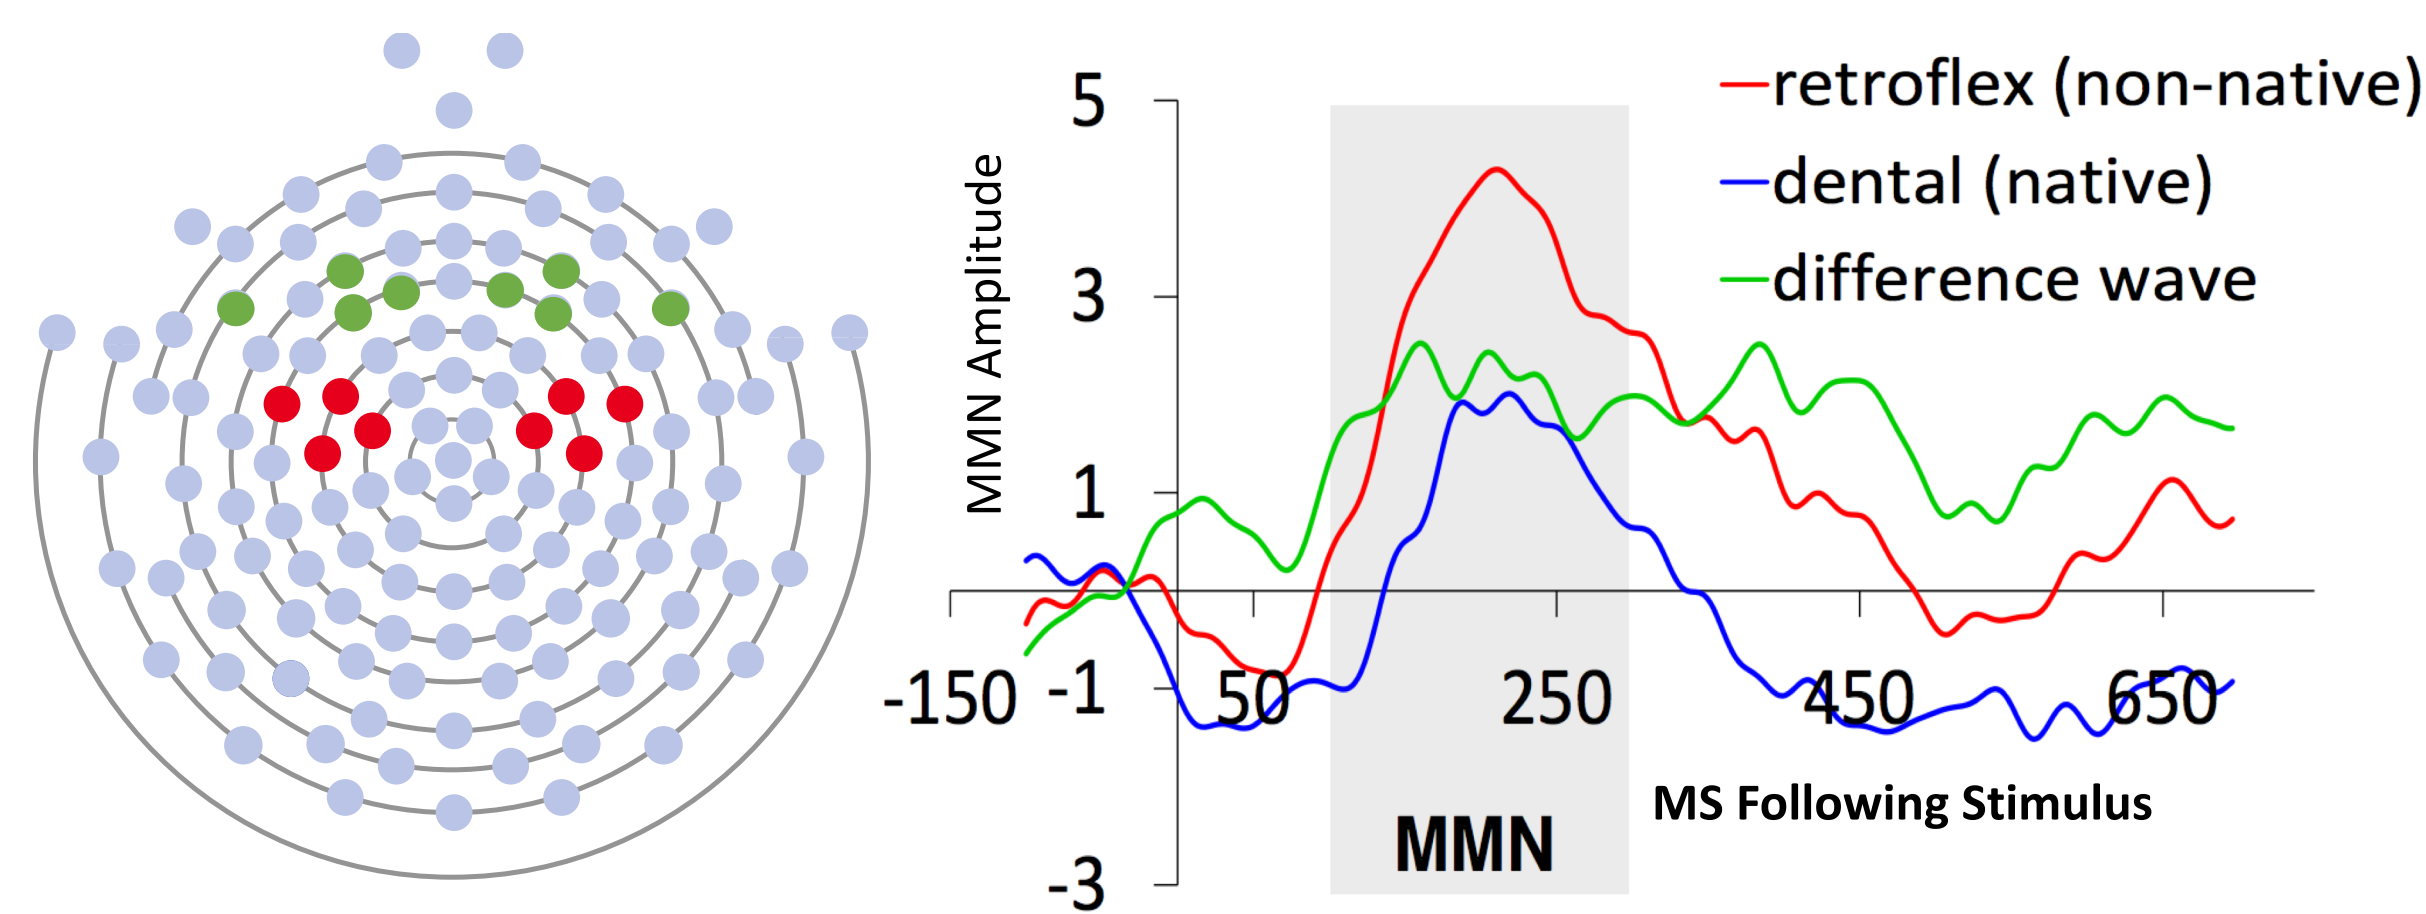 retroflex (non-native)
dental (native)
difference wave
MMN Amplitude
5
3
1
-1
-3
-150
50
250
450
650
MS Following Stimulus
MMN